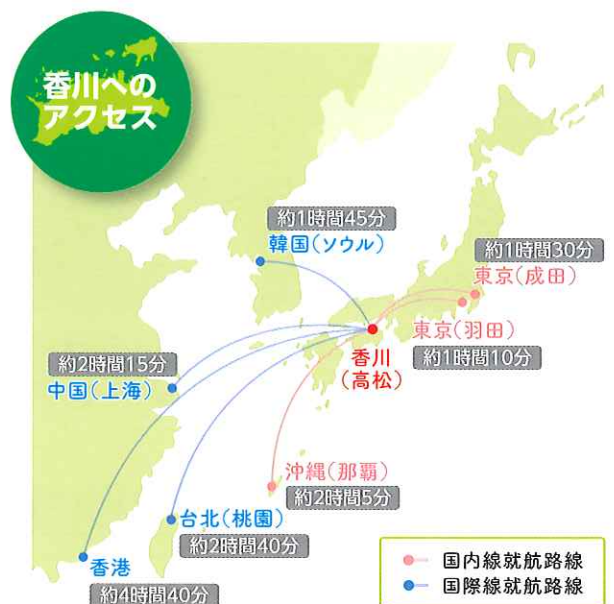 香川への
アクセス
約1時間45分
韓国(ソウル)
約1時間30分
東京(成田)
東京(羽田)
約1時間10分
香川
(高松)
約2時間15分
中国(上海)
沖縄(那覇)
約2時間5分
台北(桃園)
約2時間40分
香港
約4時間40分
国内線就航路線
国際線就航路線